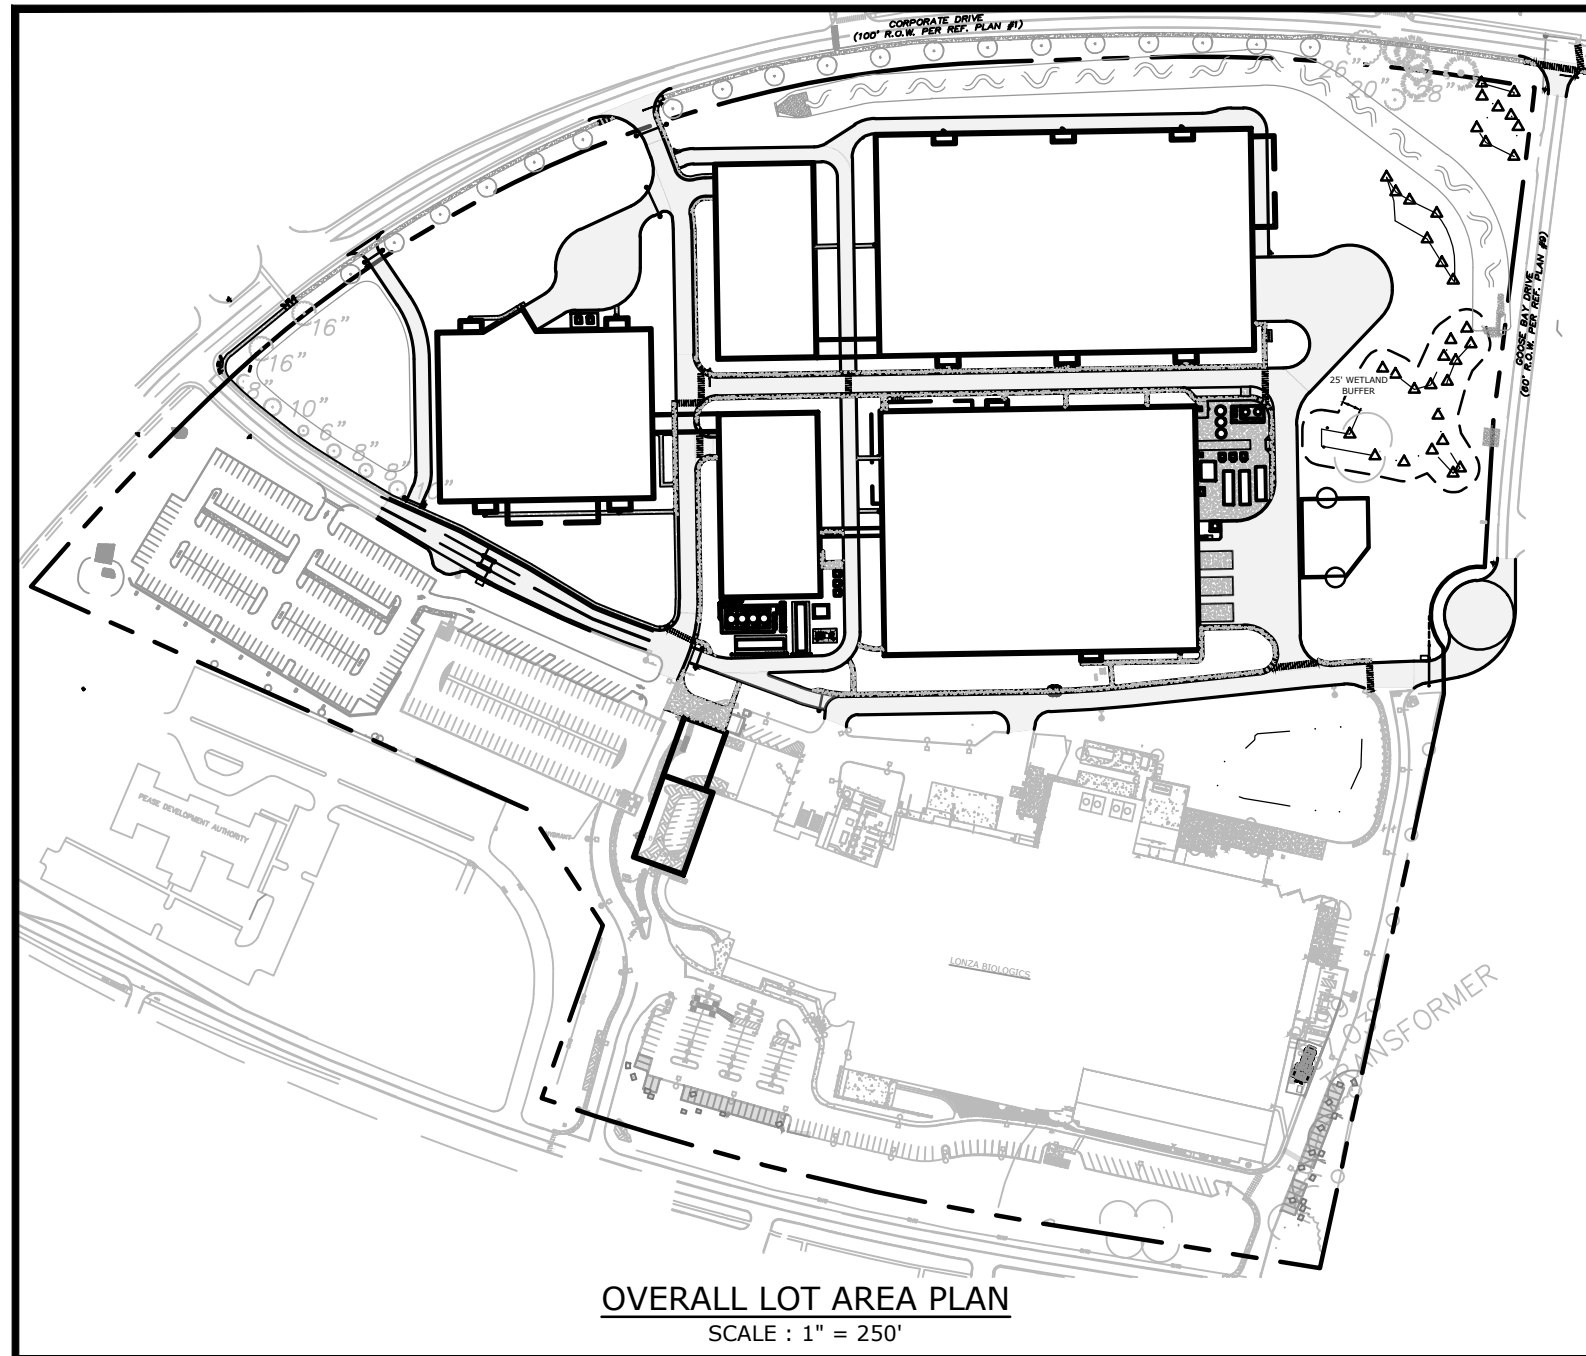 CORPORATE DRIVE
(100' R.O.W. PER REF. PLAN #1)
26"
20"
28"
GOOSE BAY DRIVE
(60' R.O.W. PER REF. PLAN #9)
16"
16"
8"
10"
6"
8"
8"
10"
25' WETLAND
BUFFER
PEASE DEVELOPMENT AUTHORITY
LONZA BIOLOGICS
TRANSFORMER
OVERALL LOT AREA PLAN
SCALE : 1" = 250'